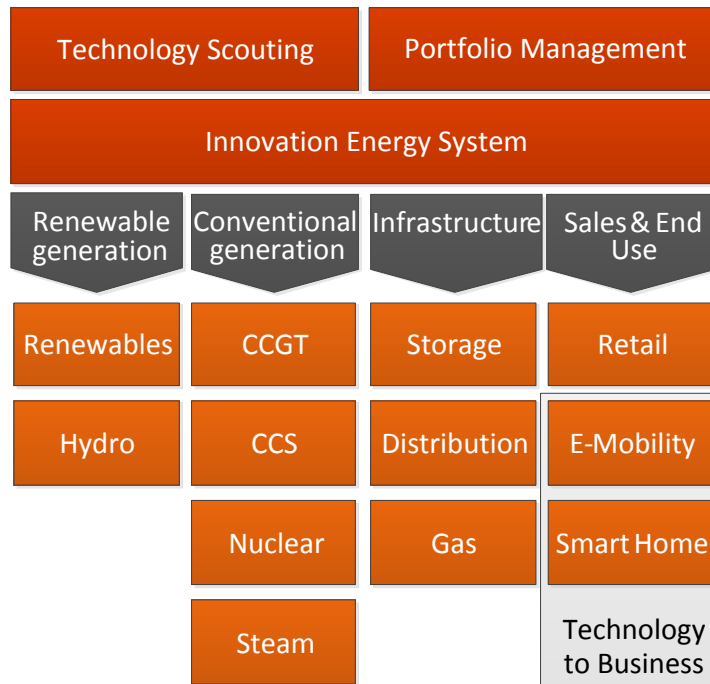 Technology Scouting
Portfolio Management
Innovation Energy System
Renewable
generation
Conventional
generation
Infrastructure
Sales & End
Use
Renewables
CCGT
Storage
Retail
Hydro
CCS
Distribution
E-Mobility
Nuclear
Gas
Smart Home
Steam
Technology
to Business